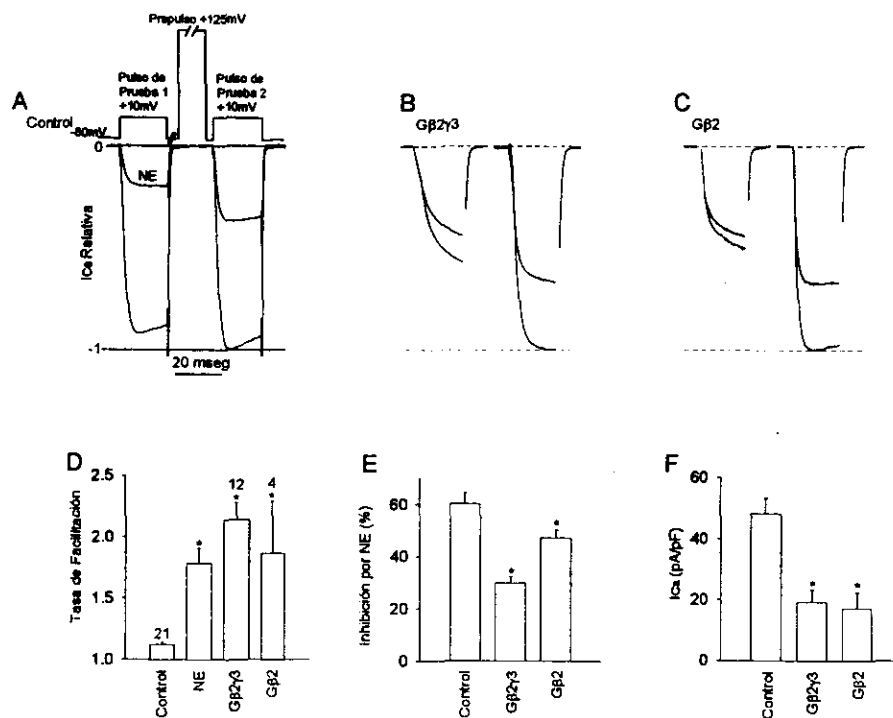 Prepulso +125mV
Pulso de
Prueba 1
+10mV
Pulso de
Prueba 2
+10mV
A
Control
-80mV
0
NE
ICa Relativa
-1
20 mseg
B
Gβ2γ3
C
Gβ2
D
Tasa de Facilitación
2.5
2.0
1.5
1.0
21
*
12
*
4
*
Control
NE
Gβ2γ3
Gβ2
E
Inhibición por NE (%)
60
40
20
0
*
*
Control
Gβ2γ3
Gβ2
F
ICa (pA/pF)
60
40
20
0
*
*
Control
Gβ2γ3
Gβ2